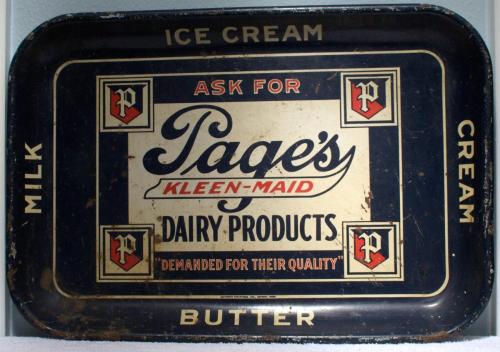 ICE CREAM
ASK FOR
P
P
Page's
KLEEN-MAID
MILK
CREAM
DAIRY PRODUCTS
P
P
"DEMANDED FOR THEIR QUALITY"
BUTTER